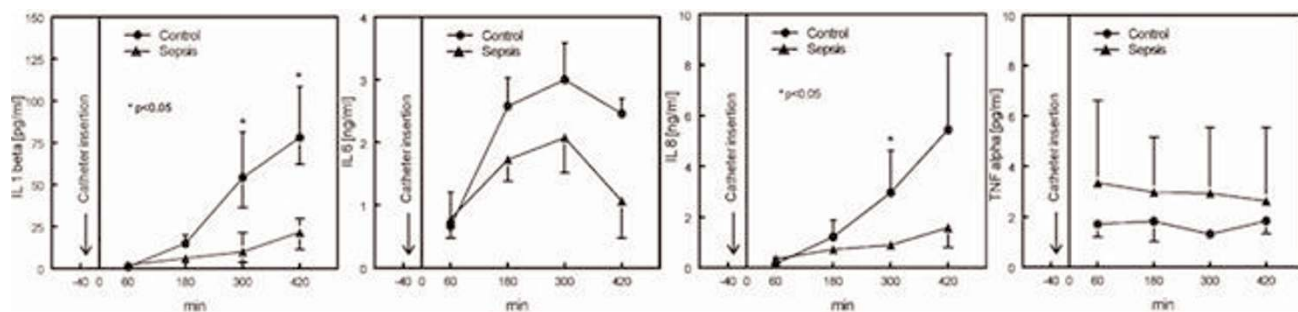 150
125
100
75
50
25
0
IL 1 beta [pg/ml]
Control
Sepsis
* p<0.05
*
*
Catheter insertion
-40 0 60 180 300 420
min
4
3
2
1
0
IL 6 [ng/ml]
Control
Sepsis
Catheter insertion
-40 0 60 180 300 420
min
10
8
6
4
2
0
IL 8 [ng/ml]
Control
Sepsis
* p<0.05
*
Catheter insertion
-40 0 60 180 300 420
min
10
8
6
4
2
0
TNF alpha [pg/ml]
Control
Sepsis
Catheter insertion
-40 0 60 180 300 420
min